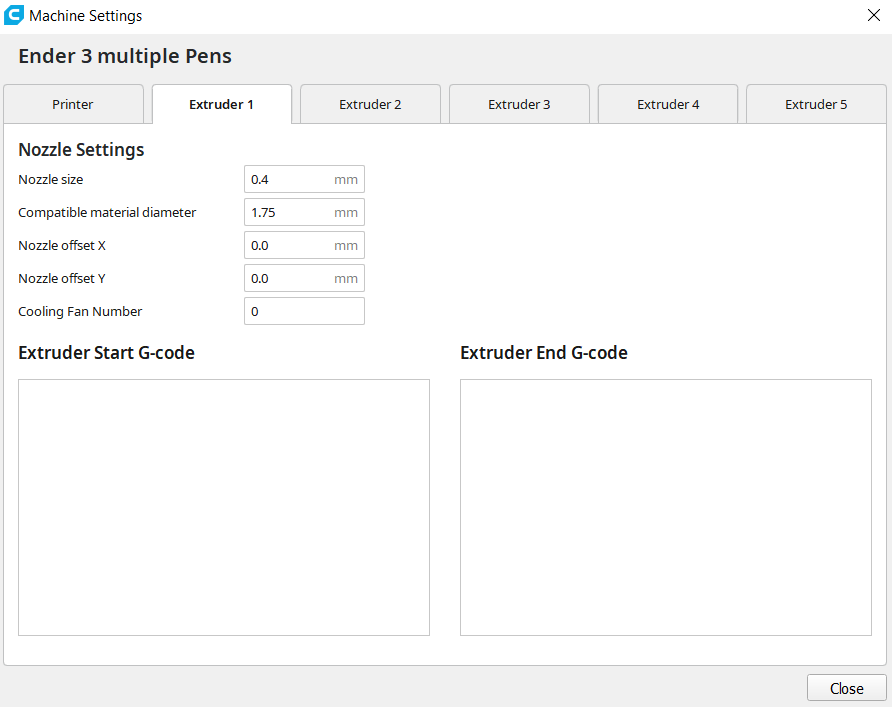 Machine Settings
Ender 3 multiple Pens
Printer Extruder 1 Extruder 2 Extruder 3 Extruder 4 Extruder 5
Nozzle Settings
Nozzle size 0.4 mm
Compatible material diameter 1.75 mm
Nozzle offset X 0.0 mm
Nozzle offset Y 0.0 mm
Cooling Fan Number 0
Extruder Start G-code Extruder End G-code
Close